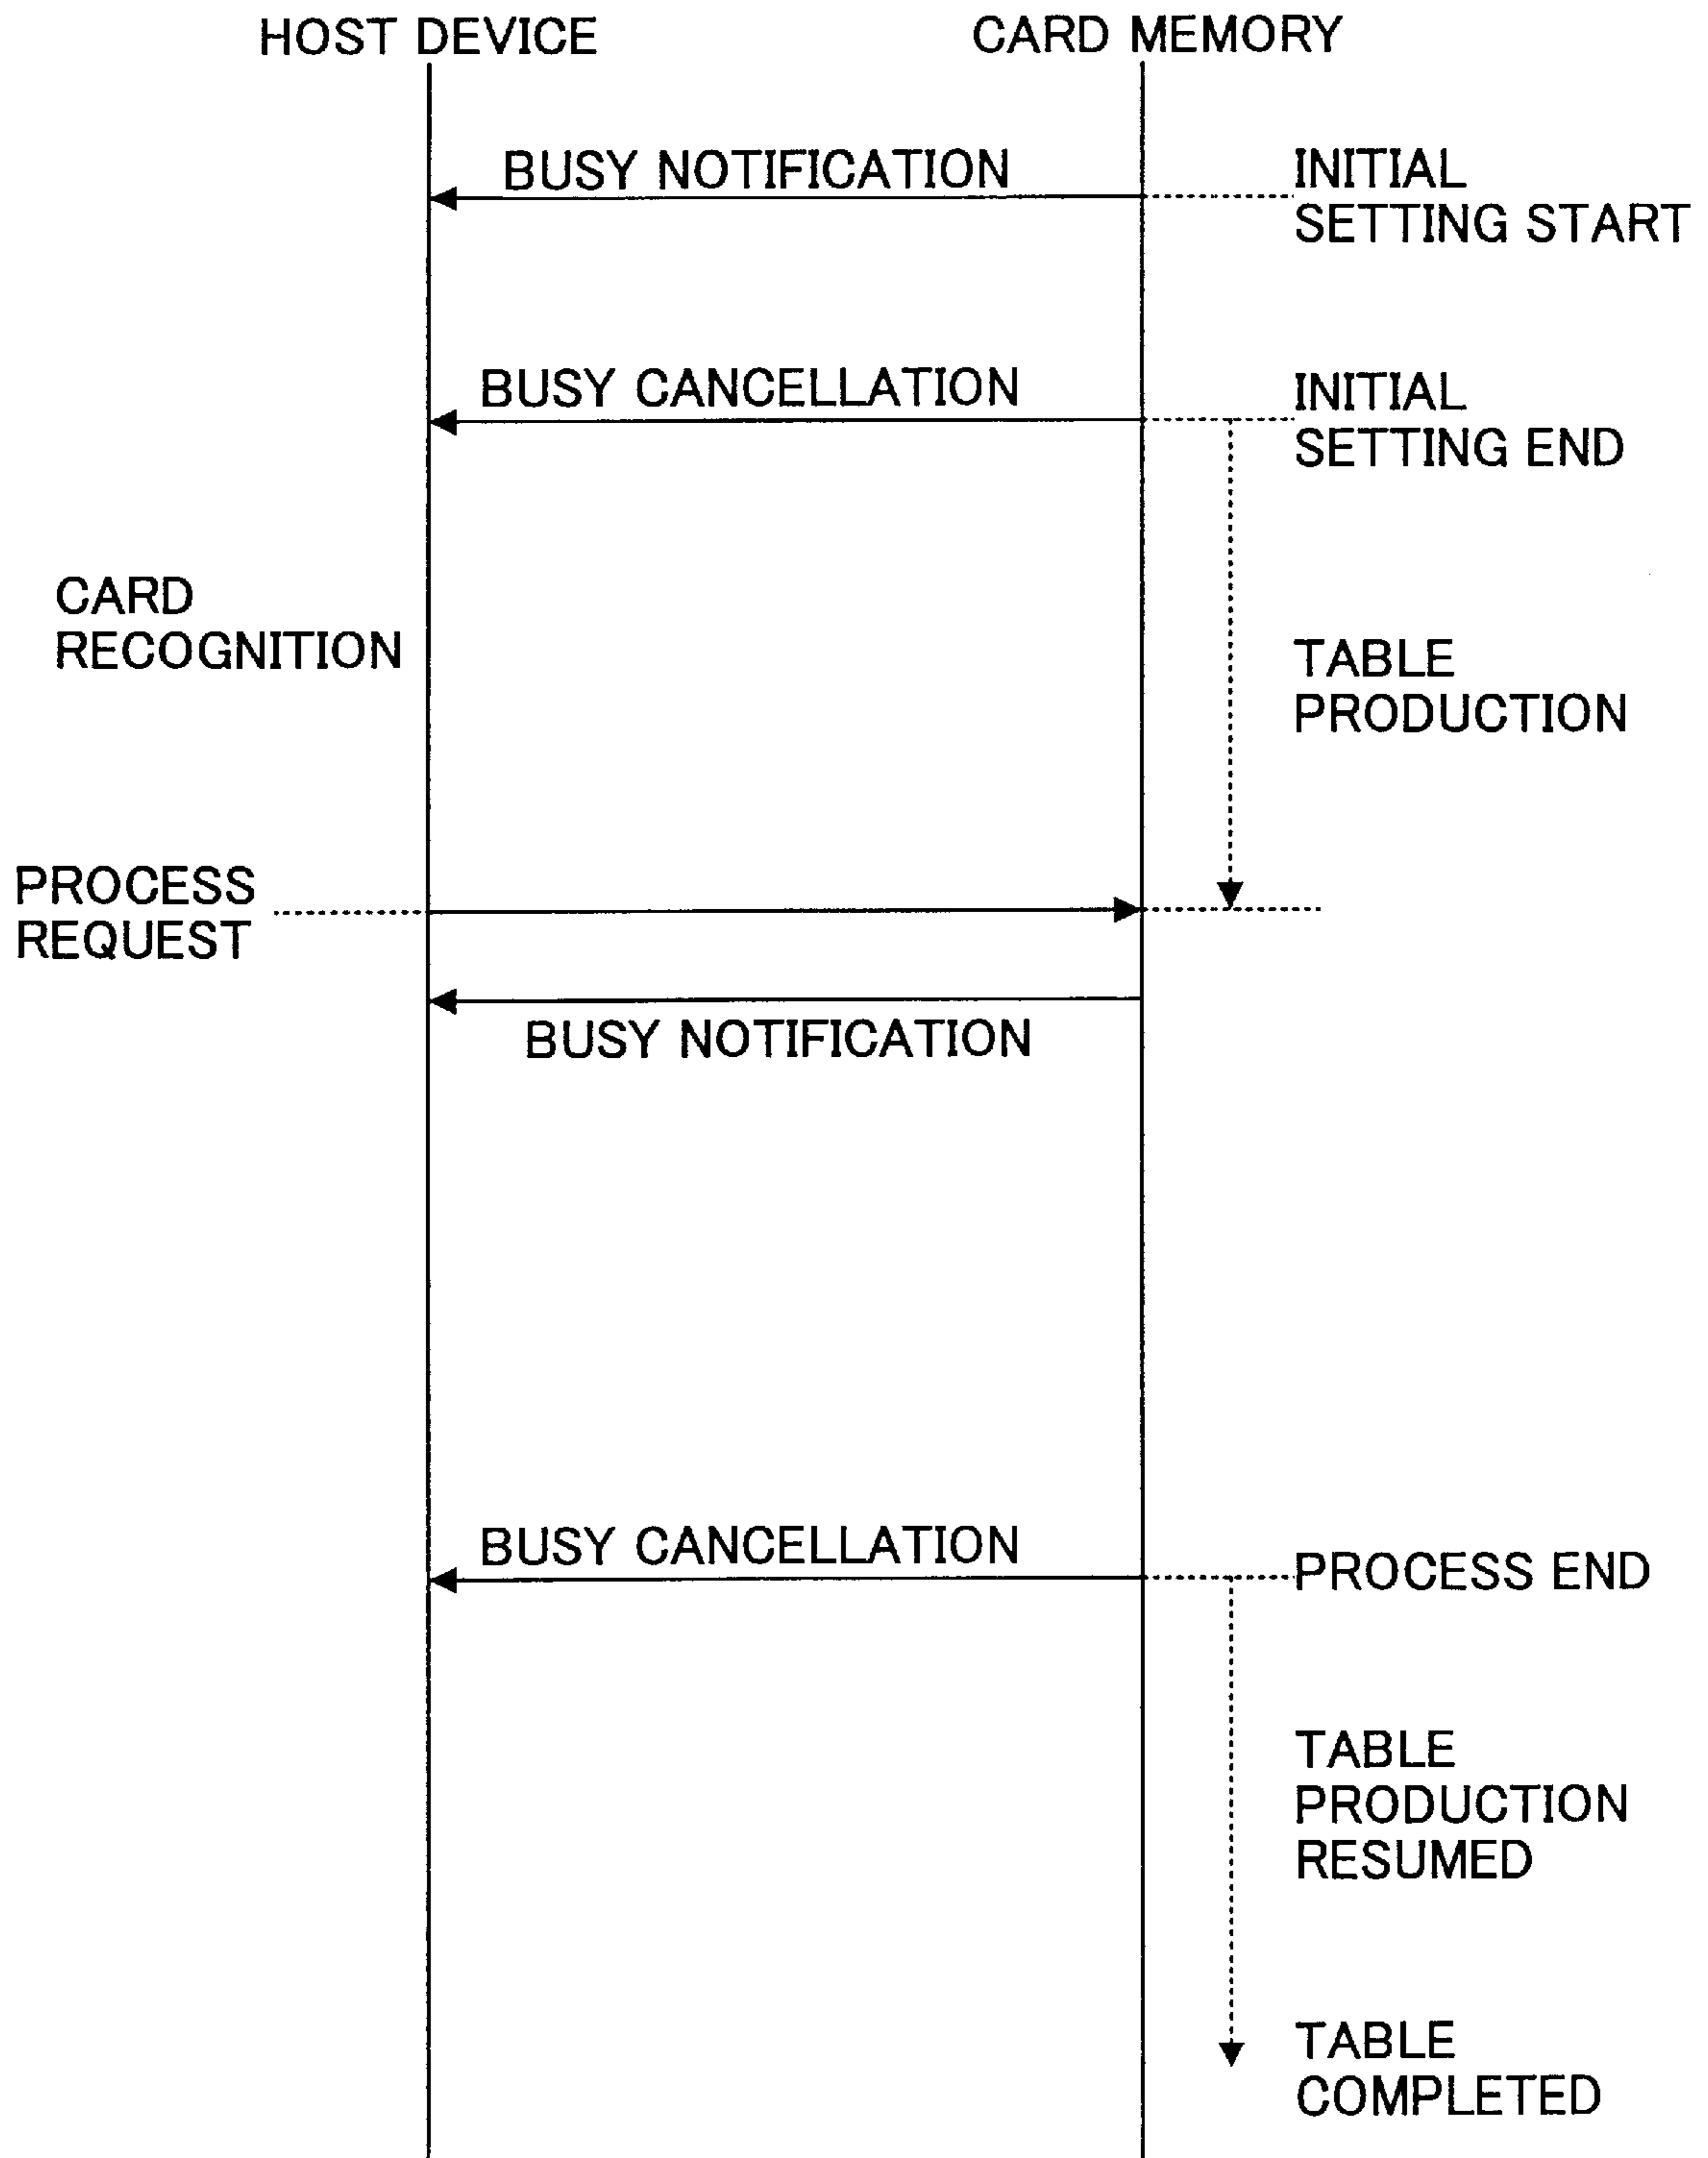 HOST DEVICE
CARD MEMORY
BUSY NOTIFICATION
INITIAL
SETTING START
BUSY CANCELLATION
INITIAL
SETTING END
CARD
RECOGNITION
TABLE
PRODUCTION
PROCESS
REQUEST
BUSY NOTIFICATION
BUSY CANCELLATION
PROCESS END
TABLE
PRODUCTION
RESUMED
TABLE
COMPLETED